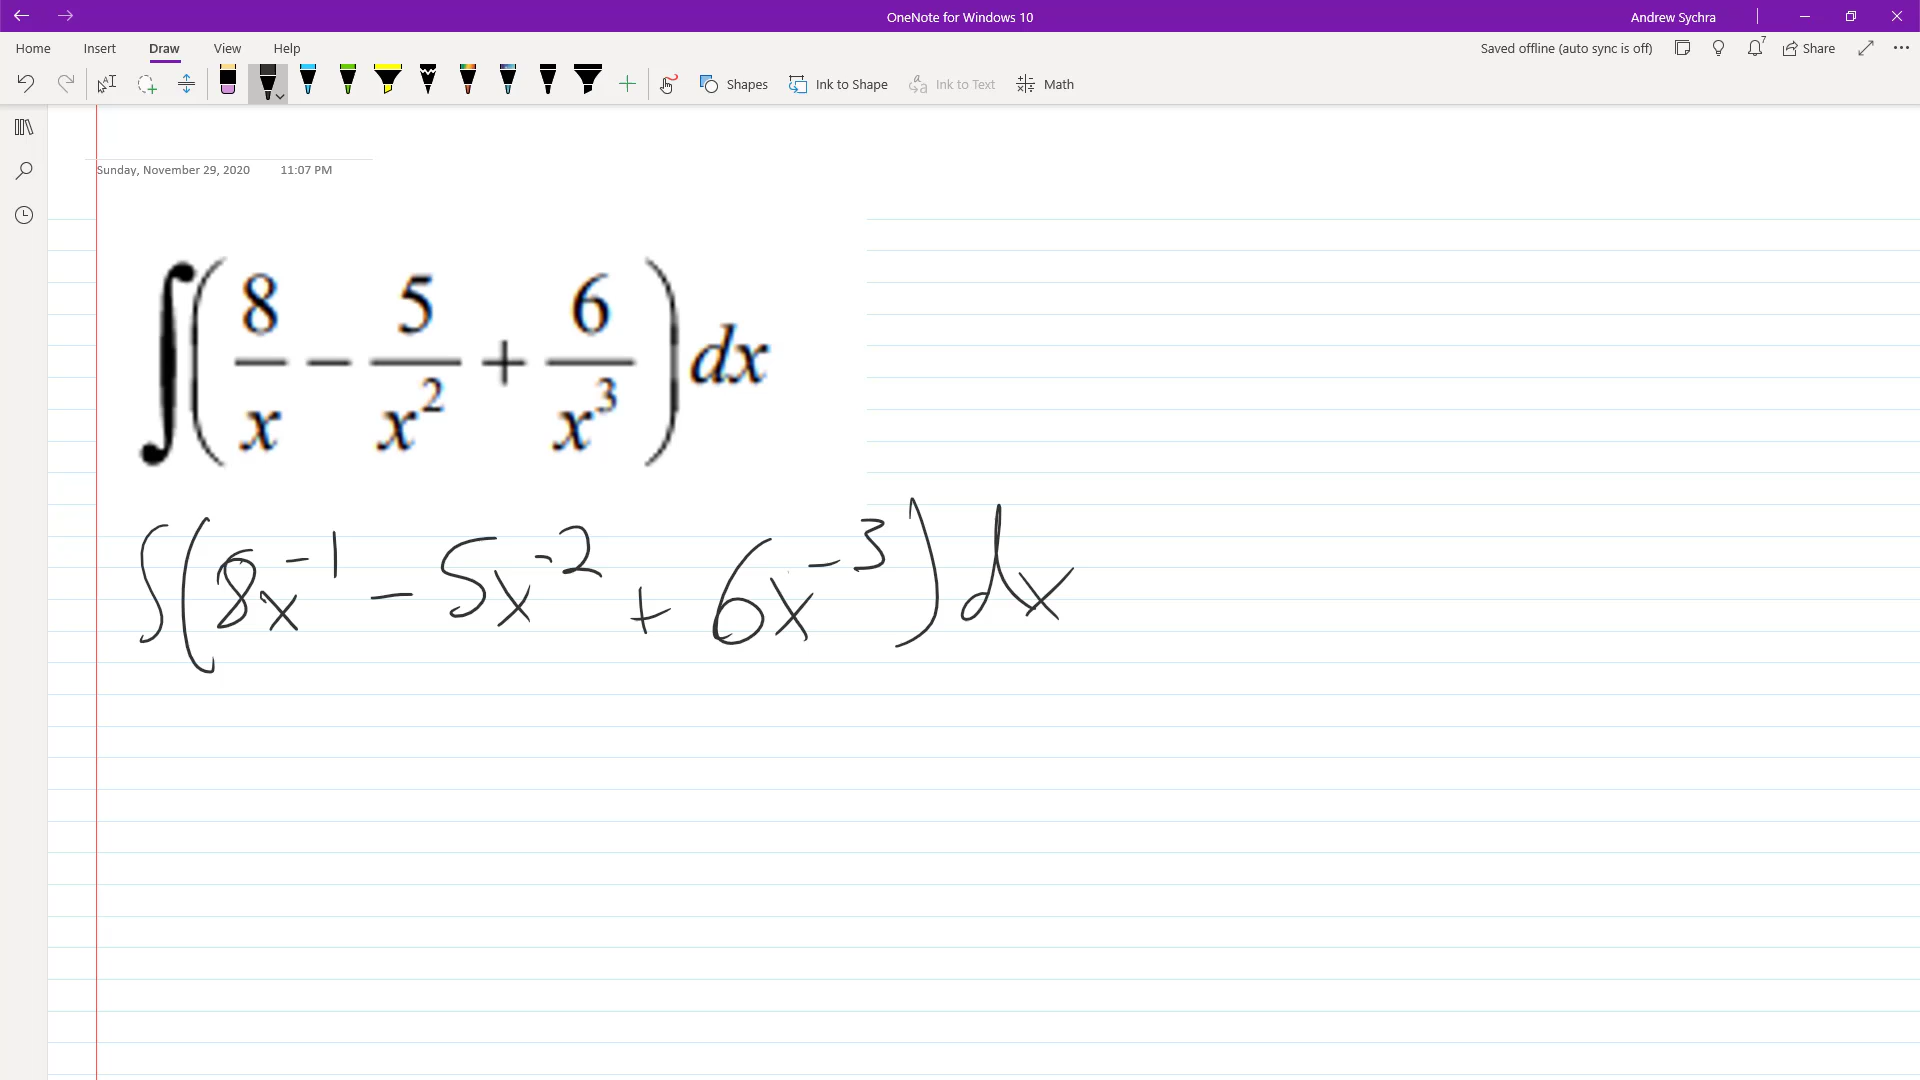 OneNote for Windows 10
Andrew Sychra
Home Insert Draw View Help
Saved offline (auto sync is off)
7
Share
Shapes
Ink to Shape
Ink to Text
Math
Sunday, November 29, 2020 11:07 PM
∫(8/x − 5/x² + 6/x³) dx
∫(8x⁻¹ − 5x⁻² + 6x⁻³) dx